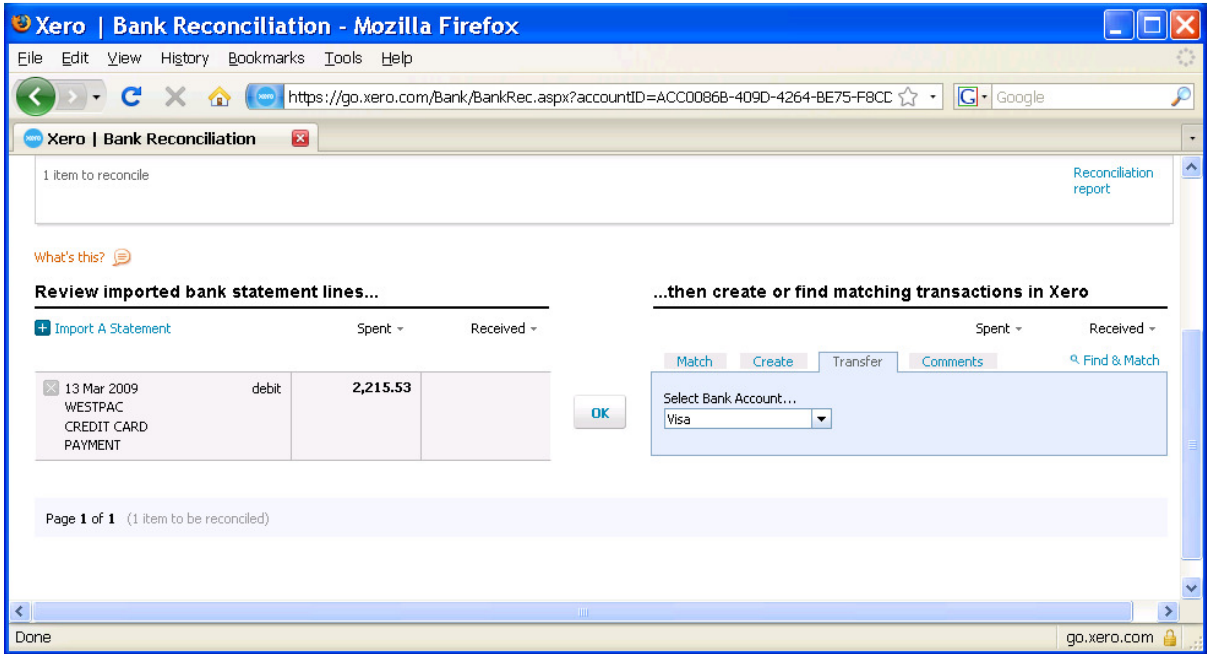 Xero | Bank Reconciliation - Mozilla Firefox
File Edit View History Bookmarks Tools Help
xero https://go.xero.com/Bank/BankRec.aspx?accountID=ACC0086B-409D-4264-BE75-F8CD G Google
xero Xero | Bank Reconciliation
1 item to reconcile
Reconciliation
report
What's this?
Review imported bank statement lines...
...then create or find matching transactions in Xero
Import A Statement Spent Received
Spent Received
Match Create Transfer Comments Find & Match
13 Mar 2009 debit 2,215.53
WESTPAC
CREDIT CARD
PAYMENT
OK
Select Bank Account...
Visa
Page 1 of 1 (1 item to be reconciled)
Done go.xero.com